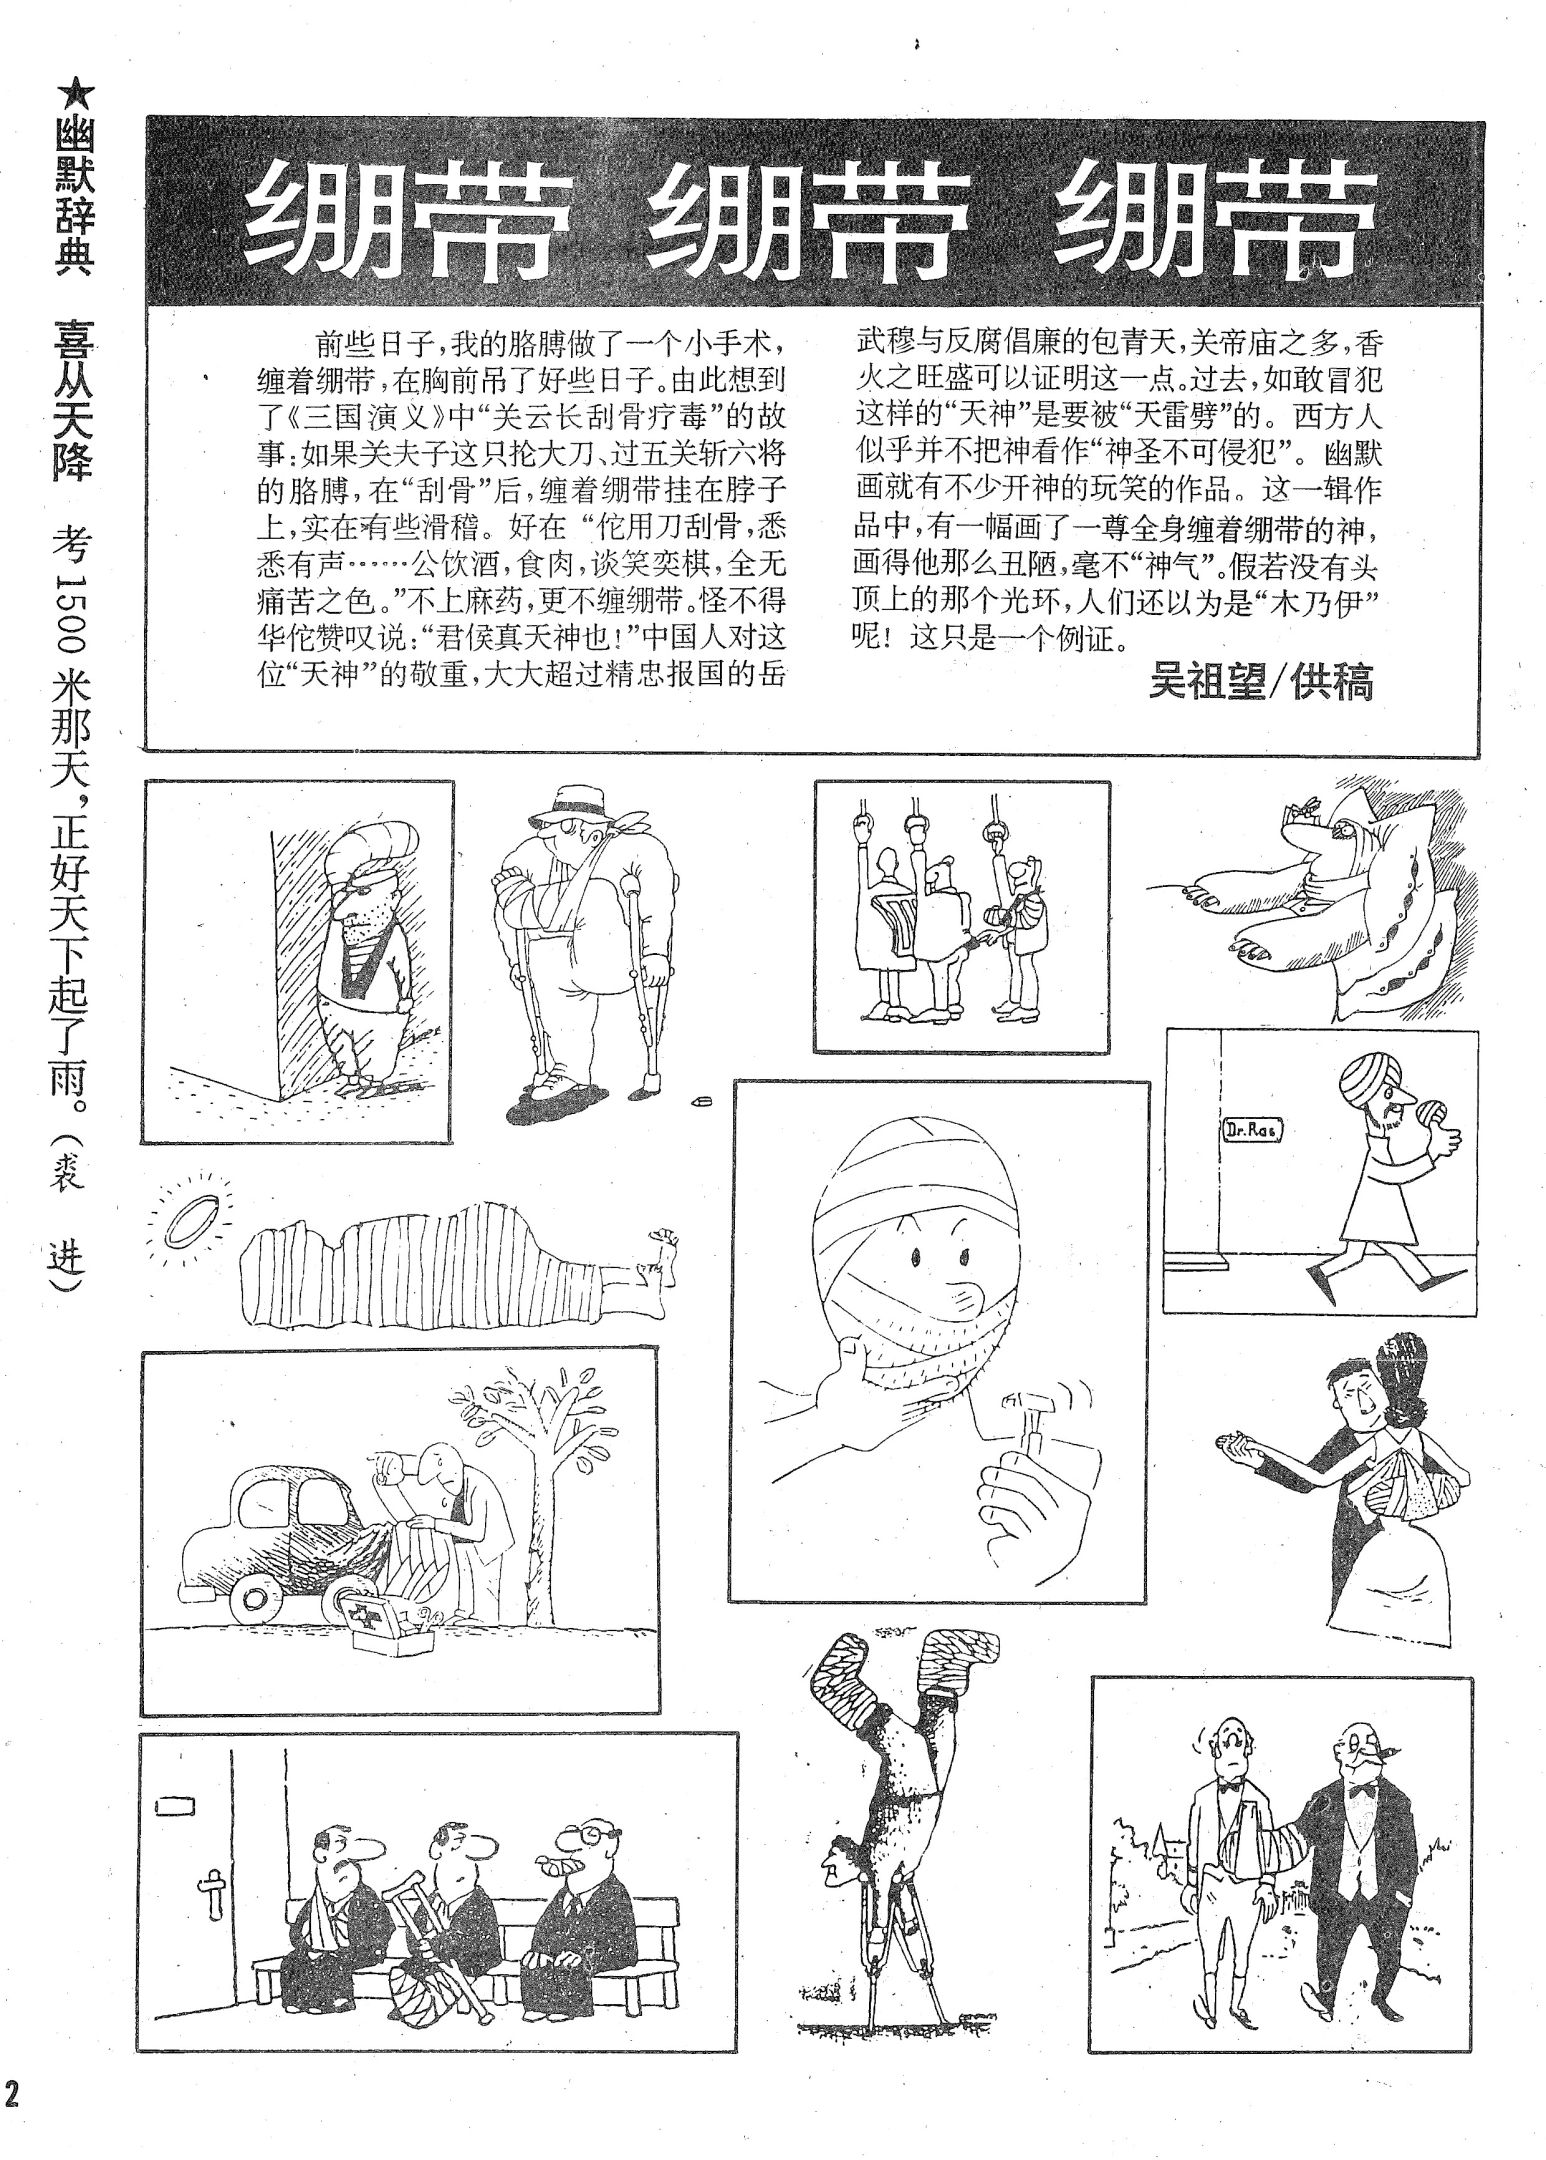 ★幽默辞典 喜从天降 考1500米那天，正好天下起了雨。（裘 进）
绷带 绷带 绷带
前些日子，我的胳膊做了一个小手术，
缠着绷带，在胸前吊了好些日子。由此想到
了《三国演义》中“关云长刮骨疗毒”的故
事：如果关夫子这只抡大刀、过五关斩六将
的胳膊，在“刮骨”后，缠着绷带挂在脖子
上，实在有些滑稽。好在“佗用刀刮骨，悉
悉有声……公饮酒，食肉，谈笑奕棋，全无
痛苦之色。”不上麻药，更不缠绷带。怪不得
华佗赞叹说：“君侯真天神也！”中国人对这
位“天神”的敬重，大大超过精忠报国的岳
武穆与反腐倡廉的包青天，关帝庙之多，香
火之旺盛可以证明这一点。过去，如敢冒犯
这样的“天神”是要被“天雷劈”的。西方人
似乎并不把神看作“神圣不可侵犯”。幽默
画就有不少开神的玩笑的作品。这一辑作
品中，有一幅画了一尊全身缠着绷带的神，
画得他那么丑陋，毫不“神气”。假若没有头
顶上的那个光环，人们还以为是“木乃伊”
呢！这只是一个例证。
吴祖望/供稿
Dr.Ras
2